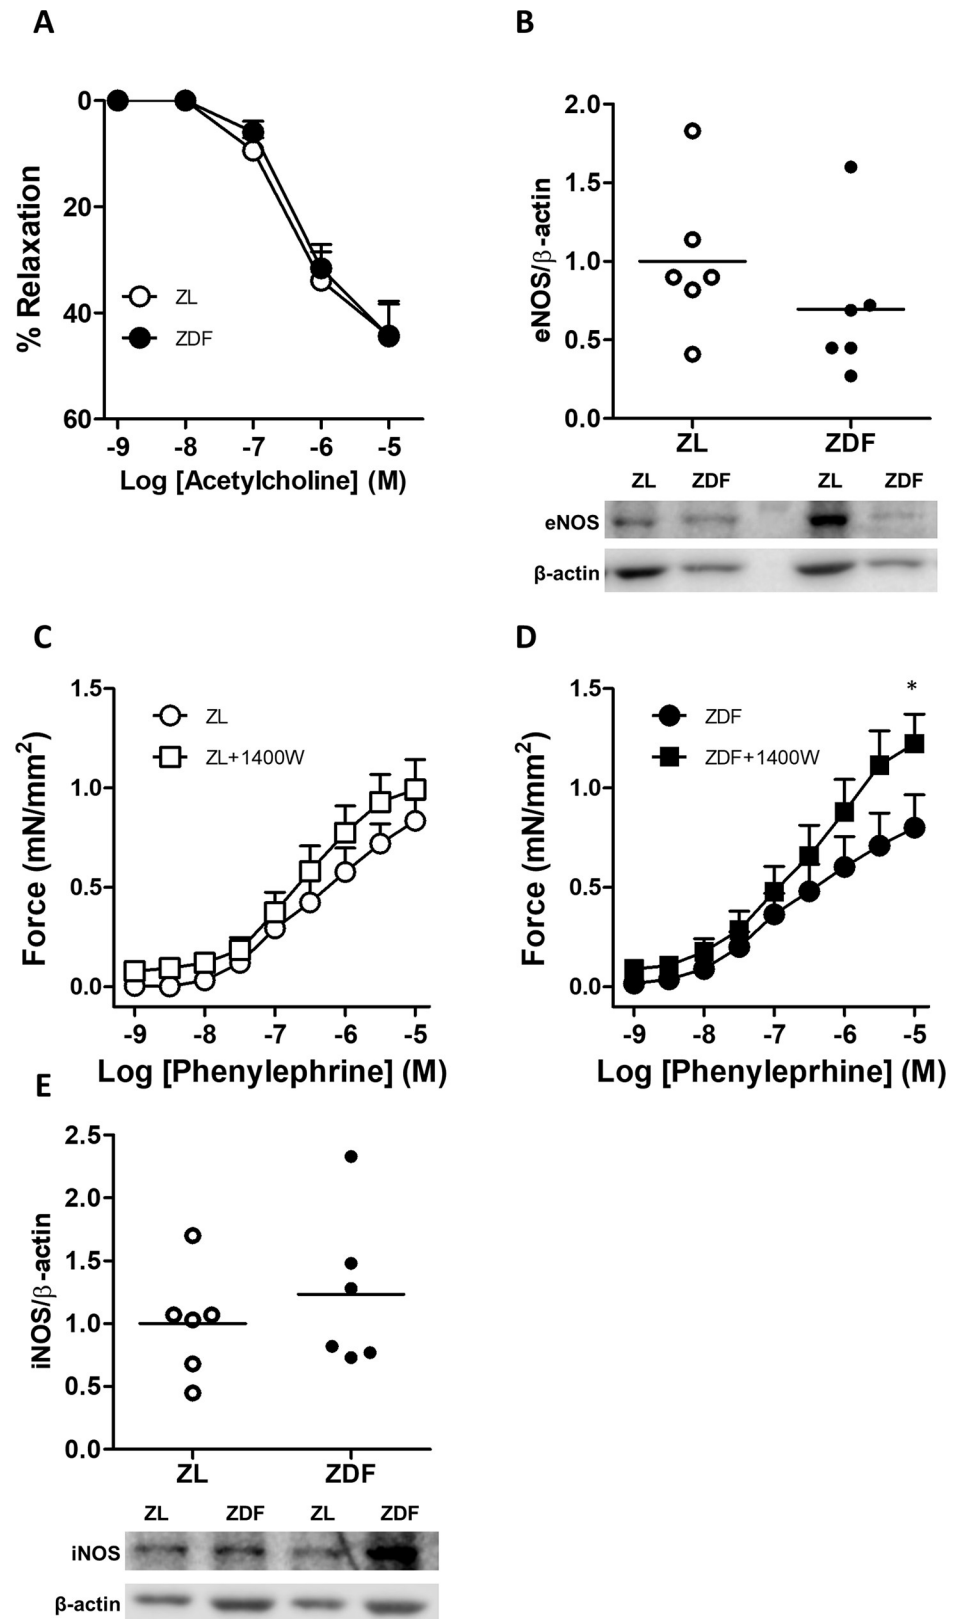 A
0
20
40
60
% Relaxation
ZL
ZDF
-9 -8 -7 -6 -5
Log [Acetylcholine] (M)
B
2.0
1.5
1.0
0.5
0.0
eNOS/β-actin
ZL ZDF
ZL ZDF ZL ZDF
eNOS
β-actin
C
1.5
1.0
0.5
0.0
Force (mN/mm²)
ZL
ZL+1400W
-9 -8 -7 -6 -5
Log [Phenylephrine] (M)
D
1.5
1.0
0.5
0.0
Force (mN/mm²)
ZDF
ZDF+1400W
*
-9 -8 -7 -6 -5
Log [Phenyleprhine] (M)
E
2.5
2.0
1.5
1.0
0.5
0.0
iNOS/β-actin
ZL ZDF
ZL ZDF ZL ZDF
iNOS
β-actin